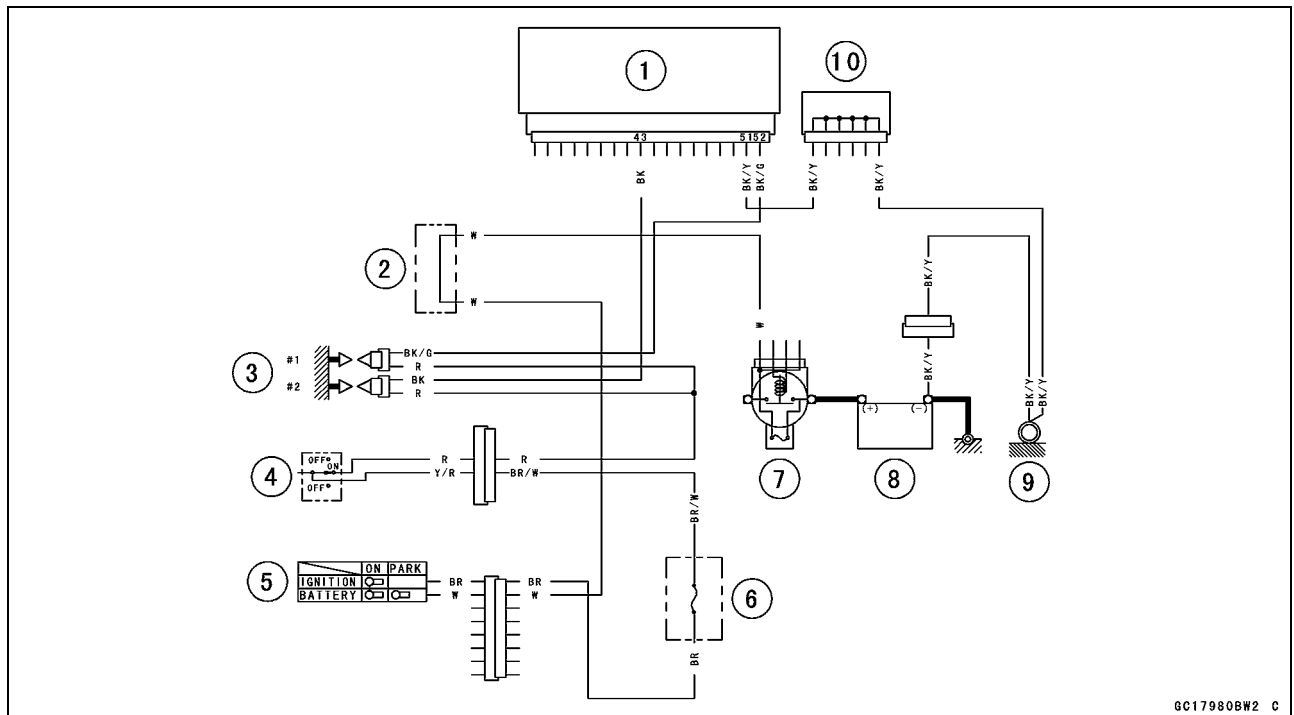 1
10
43
5152
BK
BK/Y
BK/G
BK/Y
BK/Y
2
W
W
W
BK/Y
BK/Y
BK/Y
BK/Y
3
#1
#2
BK/G
R
BK
R
(+)
(-)
7
8
9
4
OFF
ON
OFF
R
Y/R
R
BR/W
BR/W
5
ON PARK
IGNITION
BATTERY
BR
W
BR
W
6
BR
GC17980BW2 C